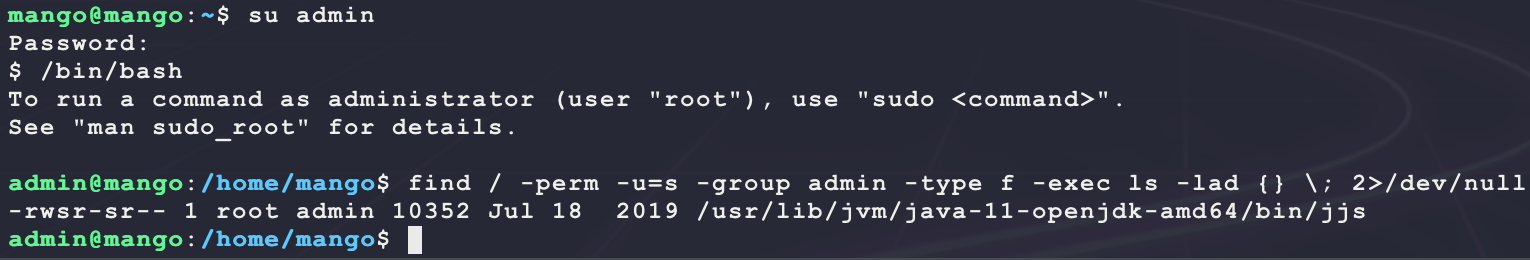 mango@mango:~$ su admin
Password:
$ /bin/bash
To run a command as administrator (user "root"), use "sudo <command>".
See "man sudo_root" for details.
admin@mango:/home/mango$ find / -perm -u=s -group admin -type f -exec ls -lad {} \; 2>/dev/null
-rwsr-sr-- 1 root admin 10352 Jul 18  2019 /usr/lib/jvm/java-11-openjdk-amd64/bin/jjs
admin@mango:/home/mango$